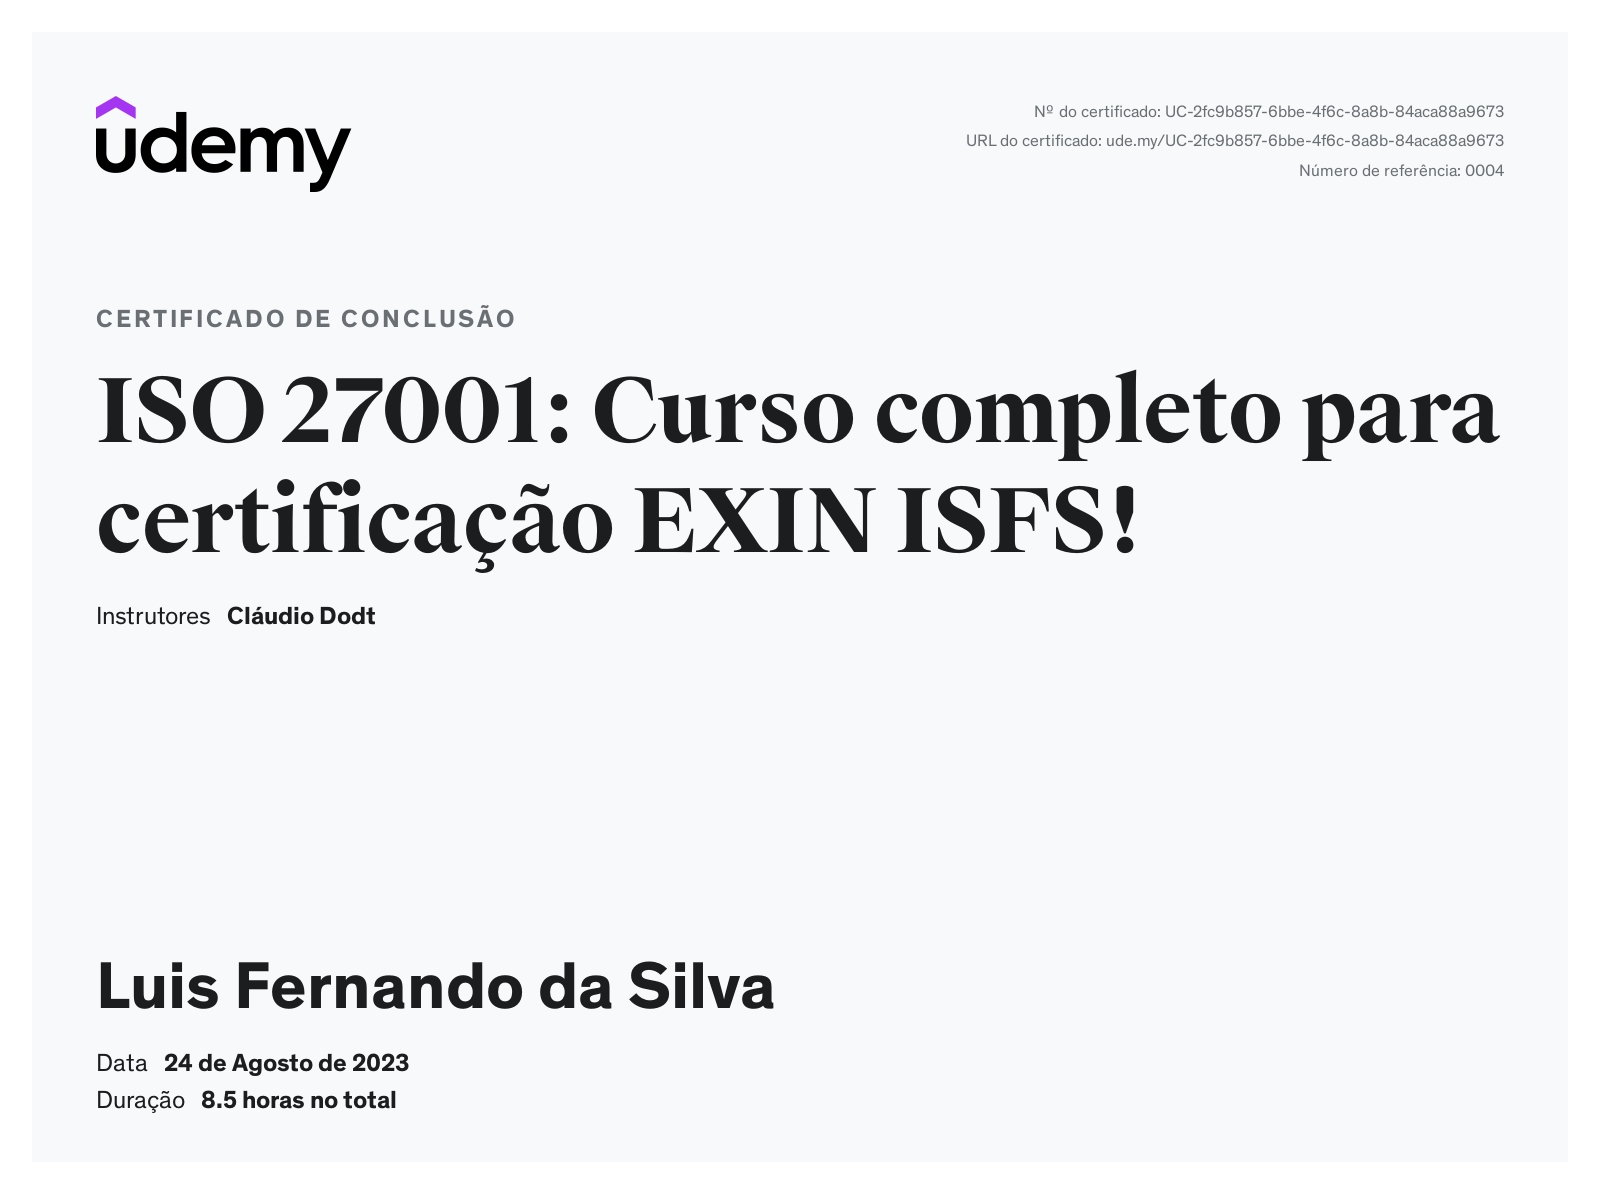 udemy
Nº do certificado: UC-2fc9b857-6bbe-4f6c-8a8b-84aca88a9673
URL do certificado: ude.my/UC-2fc9b857-6bbe-4f6c-8a8b-84aca88a9673
Número de referência: 0004
CERTIFICADO DE CONCLUSÃO
ISO 27001: Curso completo para
certificação EXIN ISFS!
Instrutores Cláudio Dodt
Luis Fernando da Silva
Data 24 de Agosto de 2023
Duração 8.5 horas no total